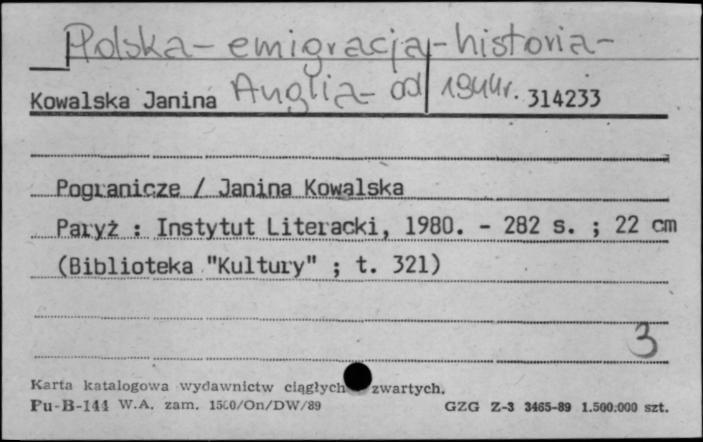 Polska - emigracja - historia -
Anglia - od 1944r.
Kowalska Janina
314233
Pogranicze / Janina Kowalska
Paryż : Instytut Literacki, 1980. - 282 s. ; 22 cm
(Biblioteka "Kultury" ; t. 321)
3
Karta katalogowa wydawnictw ciągłych zwartych.
Pu-B-144 W.A. zam. 1500/On/DW/89
GZG Z-3 3465-89 1.500.000 szt.